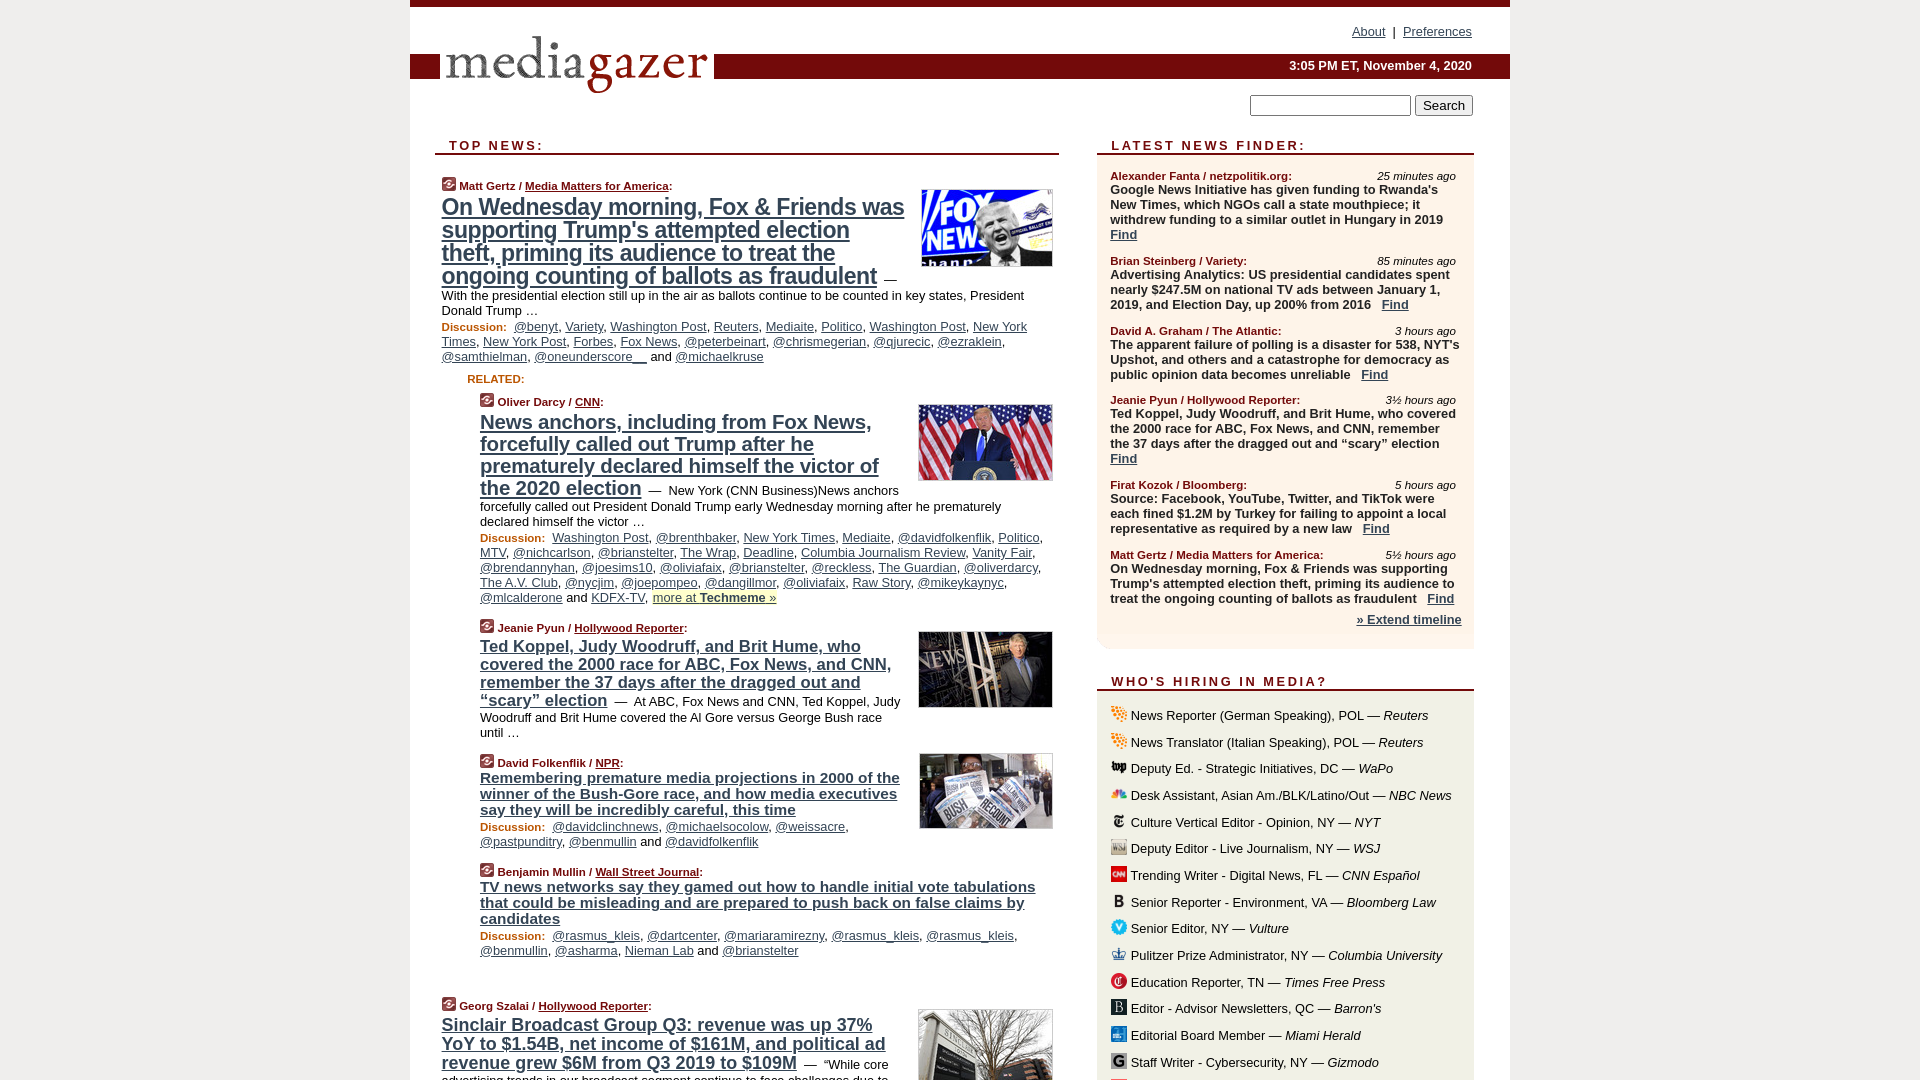 About | Preferences
mediagazer
3:05 PM ET, November 4, 2020
Search
TOP NEWS:
Matt Gertz / Media Matters for America:
On Wednesday morning, Fox & Friends was
supporting Trump's attempted election
theft, priming its audience to treat the
ongoing counting of ballots as fraudulent —
With the presidential election still up in the air as ballots continue to be counted in key states, President
Donald Trump …
Discussion: @benyt, Variety, Washington Post, Reuters, Mediaite, Politico, Washington Post, New York
Times, New York Post, Forbes, Fox News, @peterbeinart, @chrismegerian, @qjurecic, @ezraklein,
@samthielman, @oneunderscore__ and @michaelkruse
FOX
NEWS
chann
OFFICIAL BALLOT
RELATED:
Oliver Darcy / CNN:
News anchors, including from Fox News,
forcefully called out Trump after he
prematurely declared himself the victor of
the 2020 election — New York (CNN Business)News anchors
forcefully called out President Donald Trump early Wednesday morning after he prematurely
declared himself the victor …
Discussion: Washington Post, @brenthbaker, New York Times, Mediaite, @davidfolkenflik, Politico,
MTV, @nichcarlson, @brianstelter, The Wrap, Deadline, Columbia Journalism Review, Vanity Fair,
@brendannyhan, @joesims10, @oliviafaix, @brianstelter, @reckless, The Guardian, @oliverdarcy,
The A.V. Club, @nycjim, @joepompeo, @dangillmor, @oliviafaix, Raw Story, @mikeykaynyc,
@mlcalderone and KDFX-TV, more at Techmeme »
Jeanie Pyun / Hollywood Reporter:
Ted Koppel, Judy Woodruff, and Brit Hume, who
covered the 2000 race for ABC, Fox News, and CNN,
remember the 37 days after the dragged out and
“scary” election — At ABC, Fox News and CNN, Ted Koppel, Judy
Woodruff and Brit Hume covered the Al Gore versus George Bush race
until …
NEWS
David Folkenflik / NPR:
Remembering premature media projections in 2000 of the
winner of the Bush-Gore race, and how media executives
say they will be incredibly careful, this time
Discussion: @davidclinchnews, @michaelsocolow, @weissacre,
@pastpunditry, @benmullin and @davidfolkenflik
BUSH
RECOUNT
Benjamin Mullin / Wall Street Journal:
TV news networks say they gamed out how to handle initial vote tabulations
that could be misleading and are prepared to push back on false claims by
candidates
Discussion: @rasmus_kleis, @dartcenter, @mariaramirezny, @rasmus_kleis, @rasmus_kleis,
@benmullin, @asharma, Nieman Lab and @brianstelter
Georg Szalai / Hollywood Reporter:
Sinclair Broadcast Group Q3: revenue was up 37%
YoY to $1.54B, net income of $161M, and political ad
revenue grew $6M from Q3 2019 to $109M — “While core
advertising trends in our broadcast segment continue to face challenges due to
LATEST NEWS FINDER:
Alexander Fanta / netzpolitik.org: 25 minutes ago
Google News Initiative has given funding to Rwanda's
New Times, which NGOs call a state mouthpiece; it
withdrew funding to a similar outlet in Hungary in 2019
Find
Brian Steinberg / Variety: 85 minutes ago
Advertising Analytics: US presidential candidates spent
nearly $247.5M on national TV ads between January 1,
2019, and Election Day, up 200% from 2016 Find
David A. Graham / The Atlantic: 3 hours ago
The apparent failure of polling is a disaster for 538, NYT's
Upshot, and others and a catastrophe for democracy as
public opinion data becomes unreliable Find
Jeanie Pyun / Hollywood Reporter: 3½ hours ago
Ted Koppel, Judy Woodruff, and Brit Hume, who covered
the 2000 race for ABC, Fox News, and CNN, remember
the 37 days after the dragged out and “scary” election
Find
Firat Kozok / Bloomberg: 5 hours ago
Source: Facebook, YouTube, Twitter, and TikTok were
each fined $1.2M by Turkey for failing to appoint a local
representative as required by a new law Find
Matt Gertz / Media Matters for America: 5½ hours ago
On Wednesday morning, Fox & Friends was supporting
Trump's attempted election theft, priming its audience to
treat the ongoing counting of ballots as fraudulent Find
» Extend timeline
WHO'S HIRING IN MEDIA?
News Reporter (German Speaking), POL — Reuters
News Translator (Italian Speaking), POL — Reuters
Deputy Ed. - Strategic Initiatives, DC — WaPo
Desk Assistant, Asian Am./BLK/Latino/Out — NBC News
Culture Vertical Editor - Opinion, NY — NYT
Deputy Editor - Live Journalism, NY — WSJ
Trending Writer - Digital News, FL — CNN Español
Senior Reporter - Environment, VA — Bloomberg Law
Senior Editor, NY — Vulture
Pulitzer Prize Administrator, NY — Columbia University
Education Reporter, TN — Times Free Press
Editor - Advisor Newsletters, QC — Barron's
Editorial Board Member — Miami Herald
Staff Writer - Cybersecurity, NY — Gizmodo